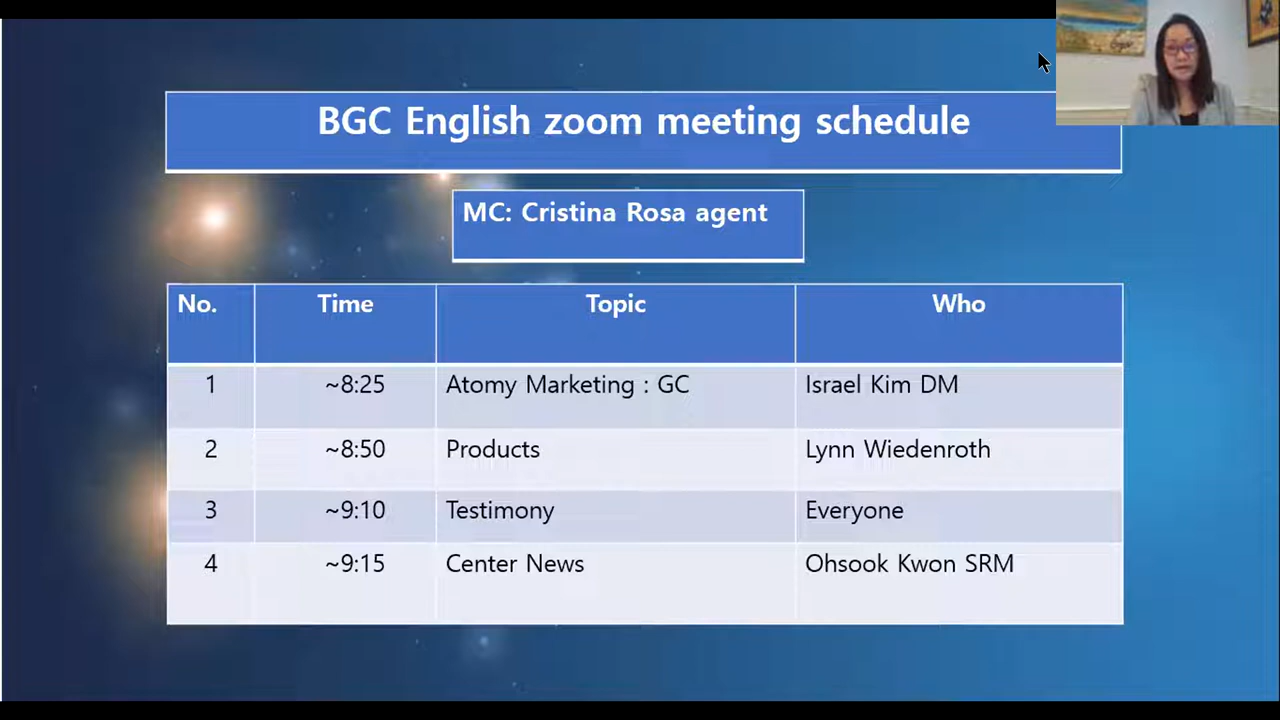 BGC English zoom meeting schedule
MC: Cristina Rosa agent
No. Time Topic Who
1 ~8:25 Atomy Marketing : GC Israel Kim DM
2 ~8:50 Products Lynn Wiedenroth
3 ~9:10 Testimony Everyone
4 ~9:15 Center News Ohsook Kwon SRM